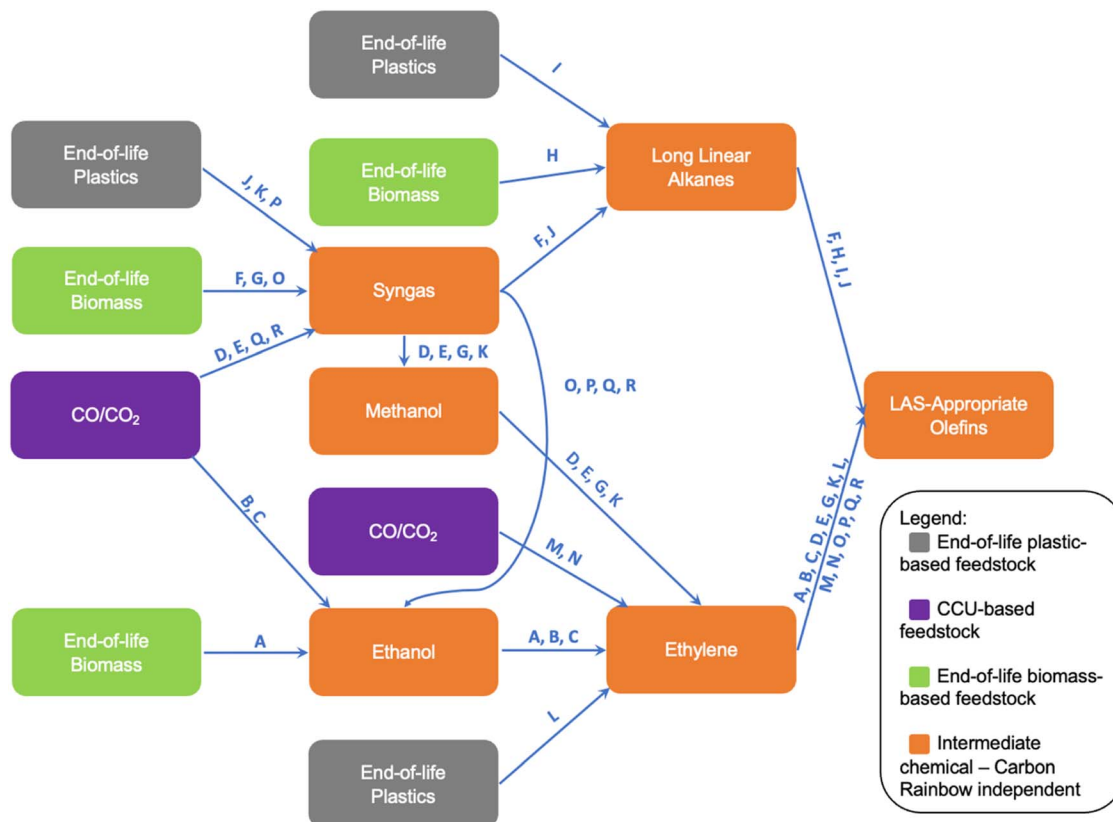 End-of-life
Plastics
I
End-of-life
Plastics
End-of-life
Biomass
H
Long Linear
Alkanes
J, K, P
F, J
End-of-life
Biomass
F, G, O
Syngas
F, H, I, J
D, E, Q, R
D, E, G, K
O, P, Q, R
CO/CO₂
Methanol
LAS-Appropriate
Olefins
D, E, G, K
B, C
CO/CO₂
M, N
A, B, C, D, E, G, K, L,
M, N, O, P, Q, R
End-of-life
Biomass
A
Ethanol
A, B, C
Ethylene
L
End-of-life
Plastics
Legend:
End-of-life plastic-
based feedstock
CCU-based
feedstock
End-of-life biomass-
based feedstock
Intermediate
chemical – Carbon
Rainbow independent